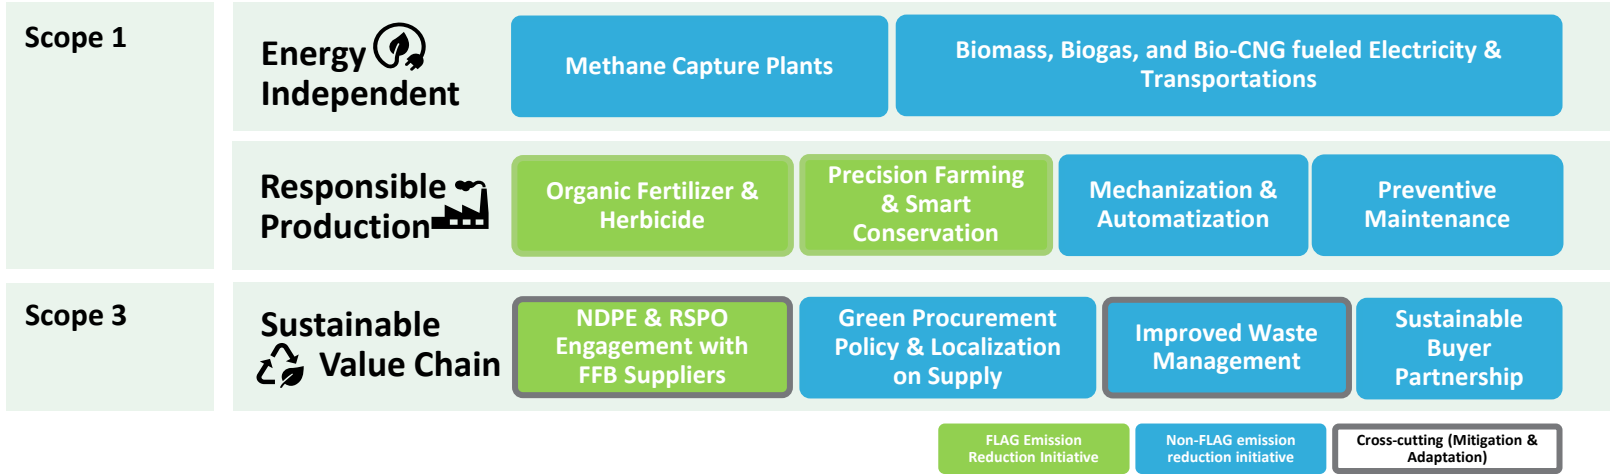 Scope 1
Energy
Independent
Methane Capture Plants
Biomass, Biogas, and Bio-CNG fueled Electricity &
Transportations
Responsible
Production
Organic Fertilizer &
Herbicide
Precision Farming
& Smart
Conservation
Mechanization &
Automatization
Preventive
Maintenance
Scope 3
Sustainable
Value Chain
NDPE & RSPO
Engagement with
FFB Suppliers
Green Procurement
Policy & Localization
on Supply
Improved Waste
Management
Sustainable
Buyer
Partnership
FLAG Emission
Reduction Initiative
Non-FLAG emission
reduction initiative
Cross-cutting (Mitigation &
Adaptation)